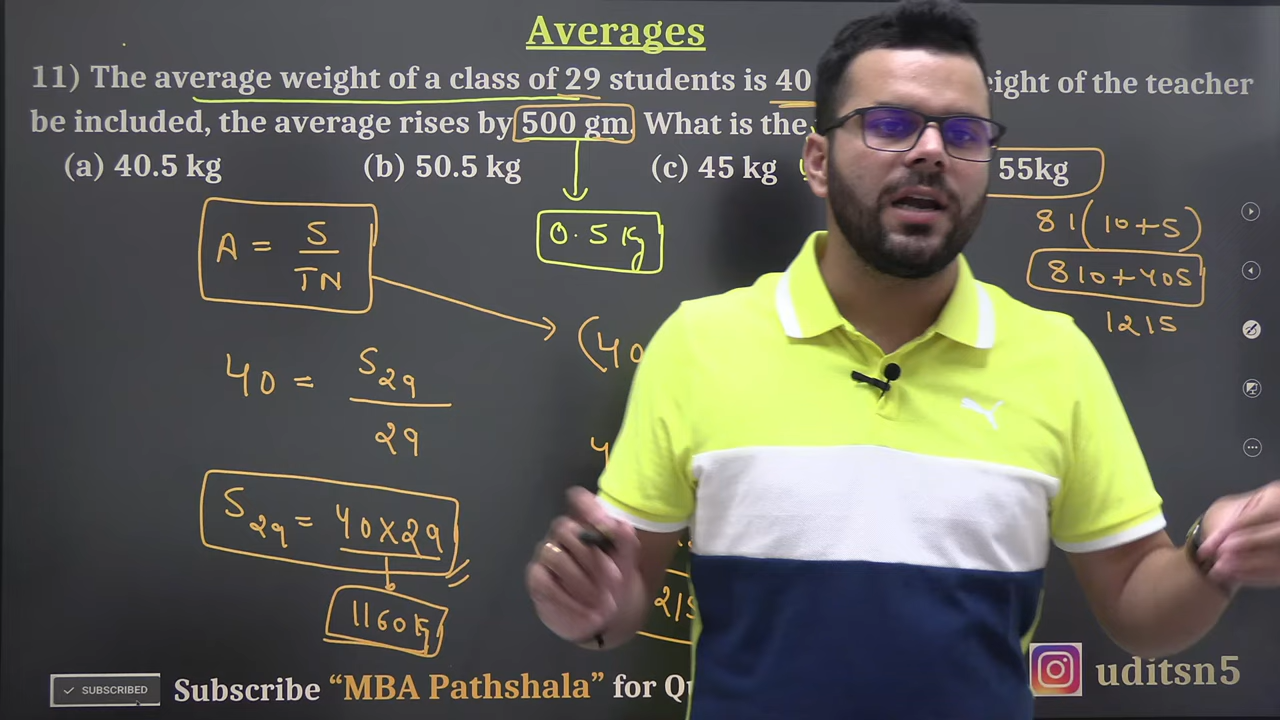 Averages
11) The average weight of a class of 29 students is 40 eight of the teacher
be included, the average rises by 500 gm. What is the
(a) 40.5 kg (b) 50.5 kg (c) 45 kg 55kg
A = S / TN
0.5 kg
81(10+5)
810+405
1215
(40
40 = S29 / 29
S29 = 40×29
1160 kg
SUBSCRIBED
Subscribe “MBA Pathshala” for
uditsn5